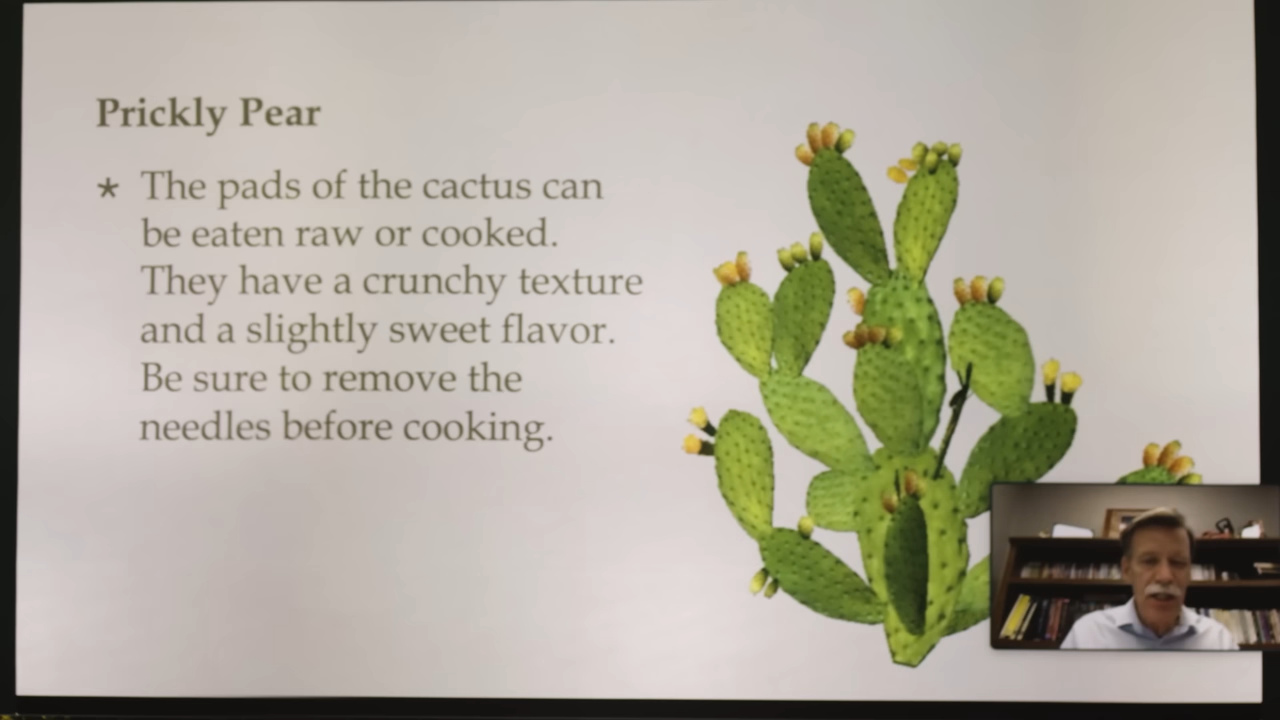 Prickly Pear
* The pads of the cactus can
be eaten raw or cooked.
They have a crunchy texture
and a slightly sweet flavor.
Be sure to remove the
needles before cooking.